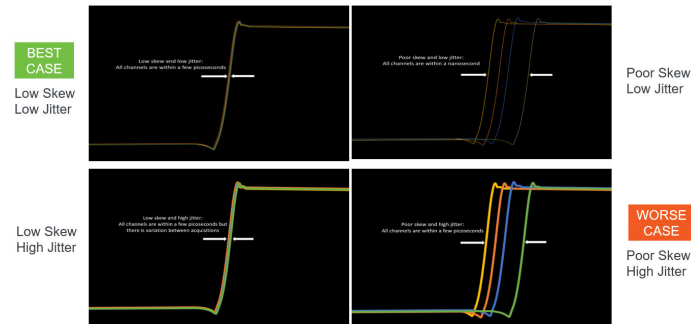 BEST
CASE
Low Skew
Low Jitter
Low skew and low jitter:
All channels are within a few picoseconds
Poor skew and low jitter:
All channels are within a nanosecond
Poor Skew
Low Jitter
Low Skew
High Jitter
Low skew and high jitter:
All channels are within a few picoseconds but
there is variation between acquisitions
Poor skew and high jitter:
All channels are within a few picoseconds
WORSE
CASE
Poor Skew
High Jitter